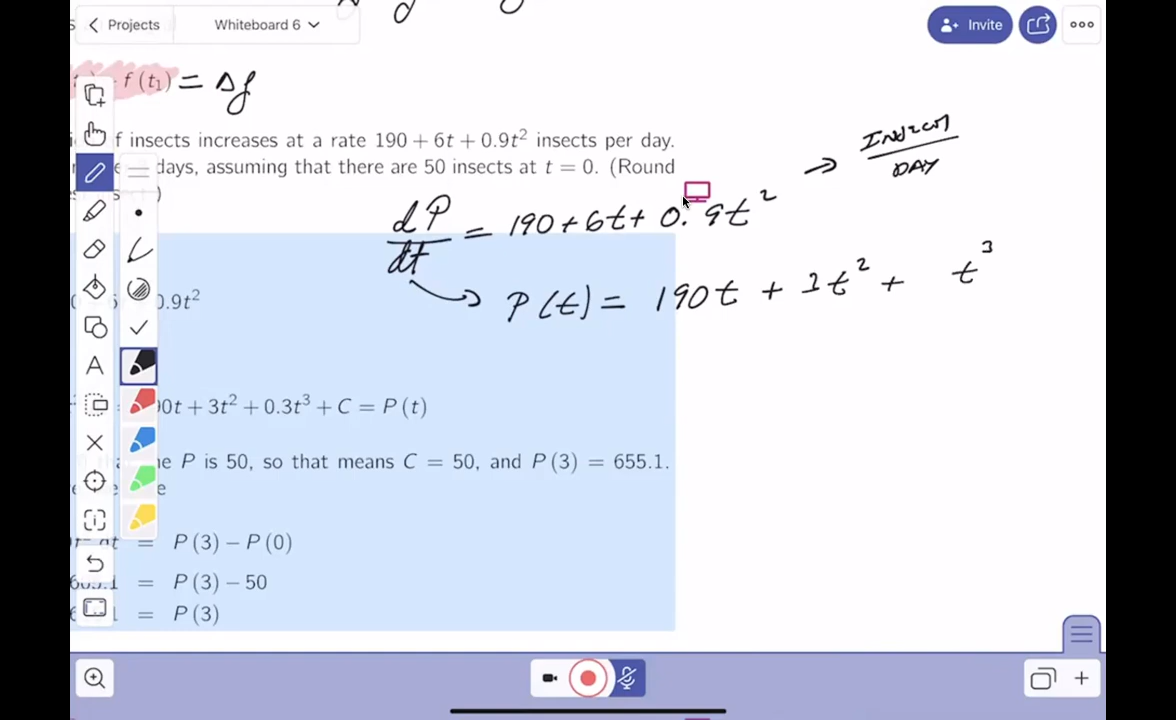 Projects Whiteboard 6 Invite
f(t₁) = Δf
f insects increases at a rate 190 + 6t + 0.9t² insects per day.
days, assuming that there are 50 insects at t = 0. (Round
)
→ DAY
dP/dt = 190 + 6t + 0.9t²
0.9t²
P(t) = 190t + 3t² + t³
0t + 3t² + 0.3t³ + C = P(t)
e P is 50, so that means C = 50, and P(3) = 655.1.
e
dt = P(3) − P(0)
= P(3) − 50
= P(3)